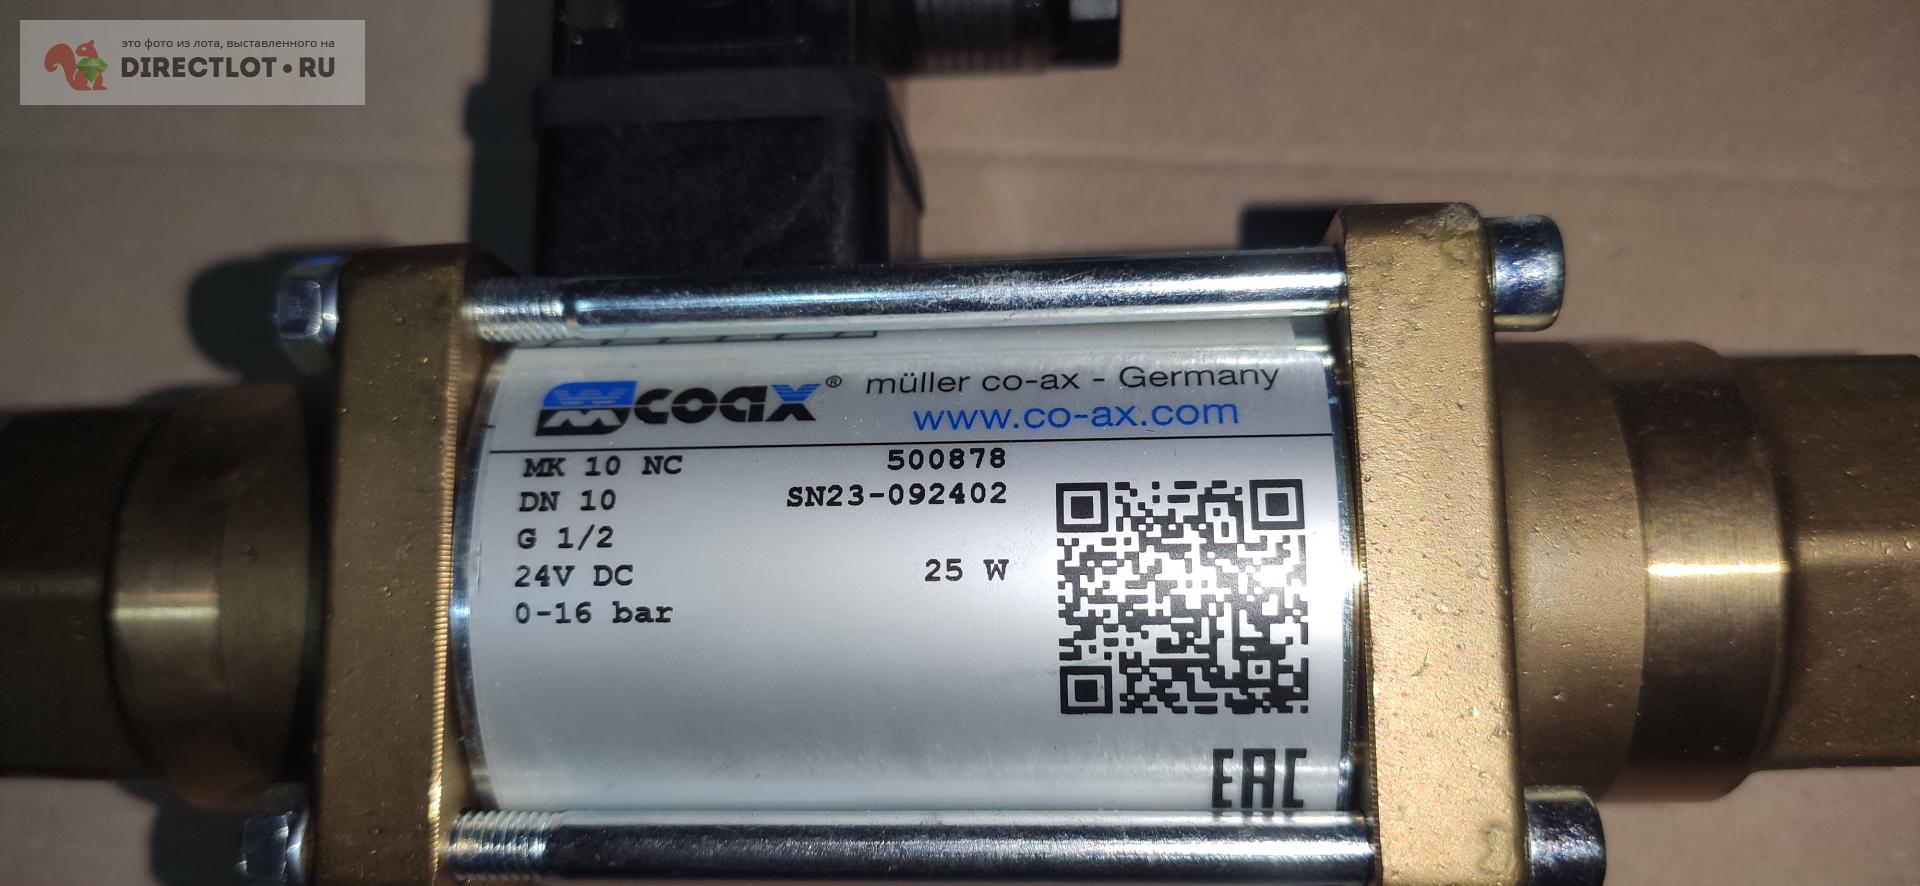 это фото из лота, выставленного на
DIRECTLOT•RU
coax® müller co-ax - Germany
www.co-ax.com
MK 10 NC 500878
DN 10 SN23-092402
G 1/2
24V DC 25 W
0-16 bar
EAC